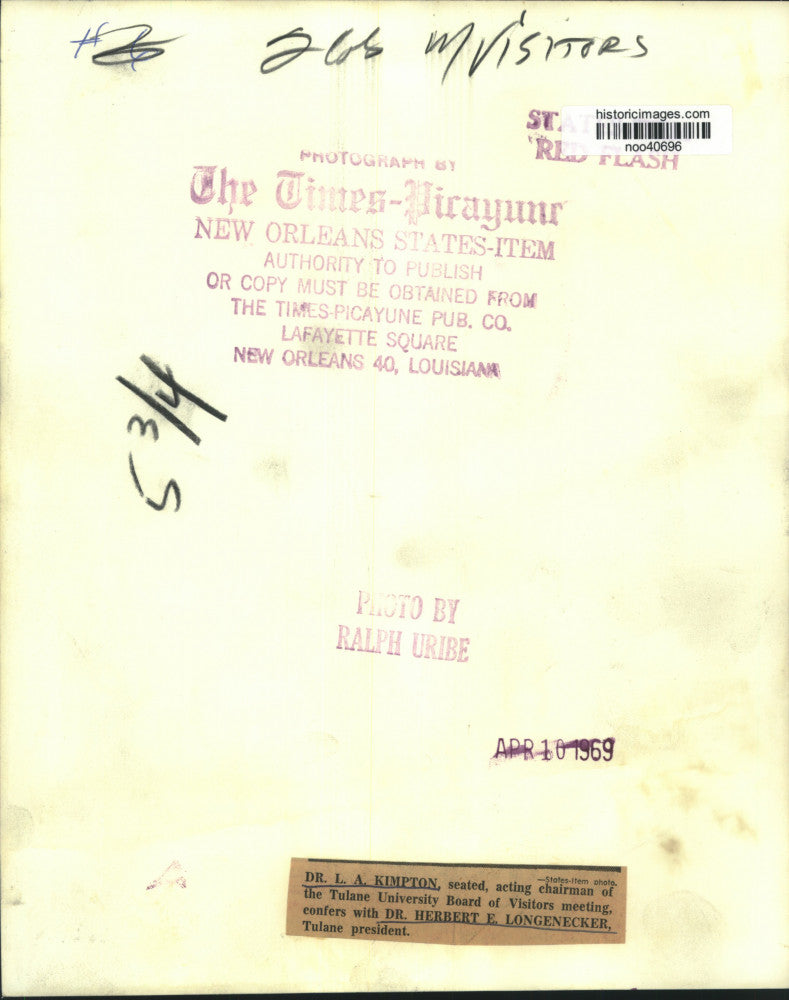 268 w/VISITORS
historicimages.com
noo40696
RED FLASH
PHOTOGRAPH BY
The Times-Picayune
NEW ORLEANS STATES-ITEM
AUTHORITY TO PUBLISH
OR COPY MUST BE OBTAINED FROM
THE TIMES-PICAYUNE PUB. CO.
LAFAYETTE SQUARE
NEW ORLEANS 40, LOUISIANA
5 3/4
PHOTO BY
RALPH URIBE
APR 10 1969
—States-Item photo.
DR. L. A. KIMPTON, seated, acting chairman of
the Tulane University Board of Visitors meeting,
confers with DR. HERBERT E. LONGENECKER,
Tulane president.